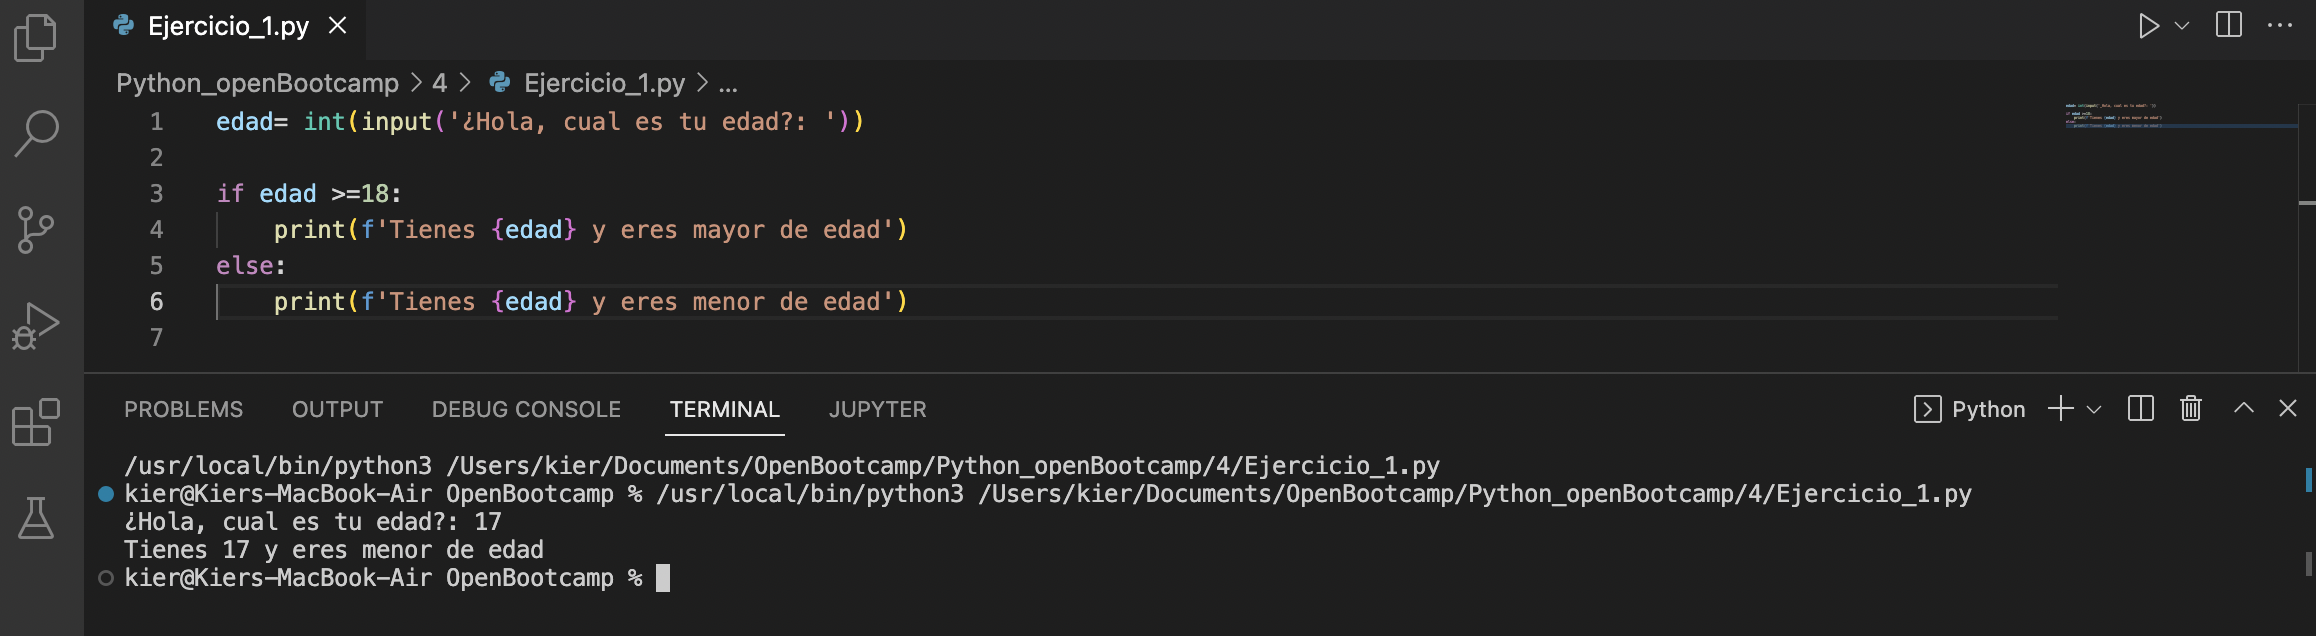 Ejercicio_1.py
Python_openBootcamp > 4 > Ejercicio_1.py > ...
1 edad= int(input('¿Hola, cual es tu edad?: '))
2
3 if edad >=18:
4     print(f'Tienes {edad} y eres mayor de edad')
5 else:
6     print(f'Tienes {edad} y eres menor de edad')
7
PROBLEMS OUTPUT DEBUG CONSOLE TERMINAL JUPYTER Python
/usr/local/bin/python3 /Users/kier/Documents/OpenBootcamp/Python_openBootcamp/4/Ejercicio_1.py
kier@Kiers-MacBook-Air OpenBootcamp % /usr/local/bin/python3 /Users/kier/Documents/OpenBootcamp/Python_openBootcamp/4/Ejercicio_1.py
¿Hola, cual es tu edad?: 17
Tienes 17 y eres menor de edad
kier@Kiers-MacBook-Air OpenBootcamp %